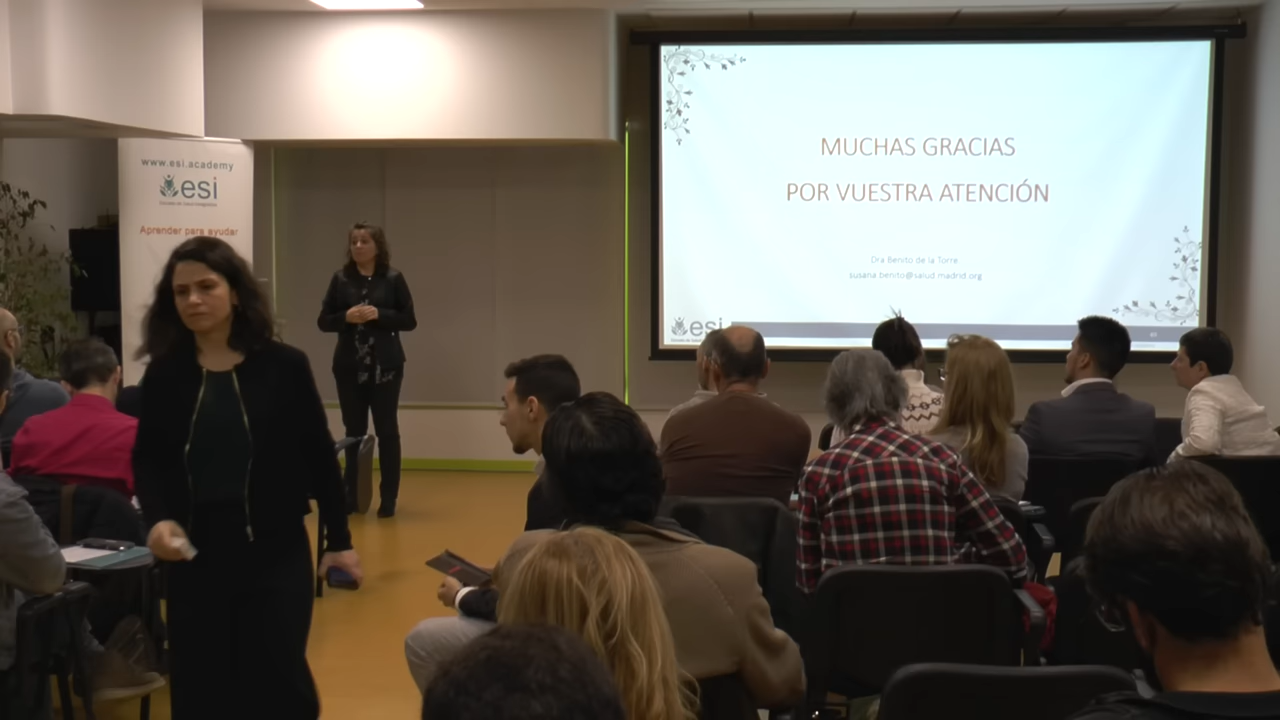 www.esi.academy
esi
Aprender para ayudar
MUCHAS GRACIAS
POR VUESTRA ATENCIÓN
Dra Benito de la Torre
susana.benito@salud.madrid.org
esi